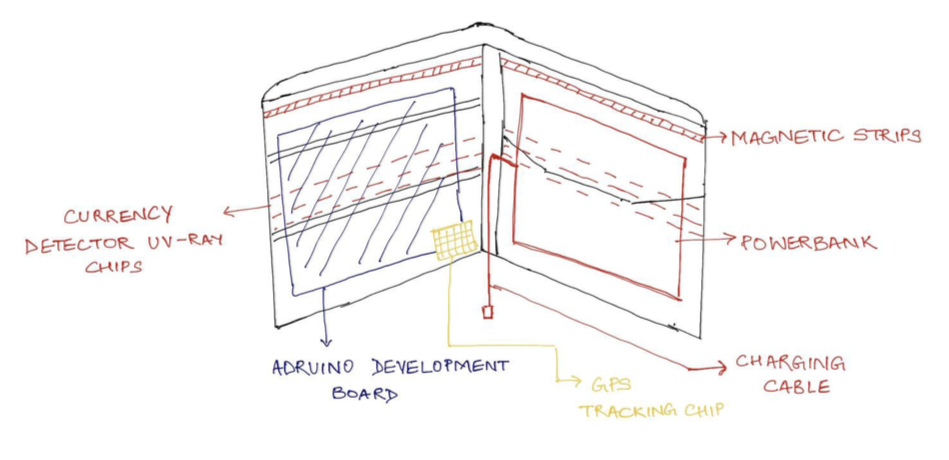 MAGNETIC STRIPS
CURRENCY
DETECTOR UV-RAY
CHIPS
POWERBANK
ADRUINO DEVELOPMENT
BOARD
CHARGING
CABLE
GPS
TRACKING CHIP